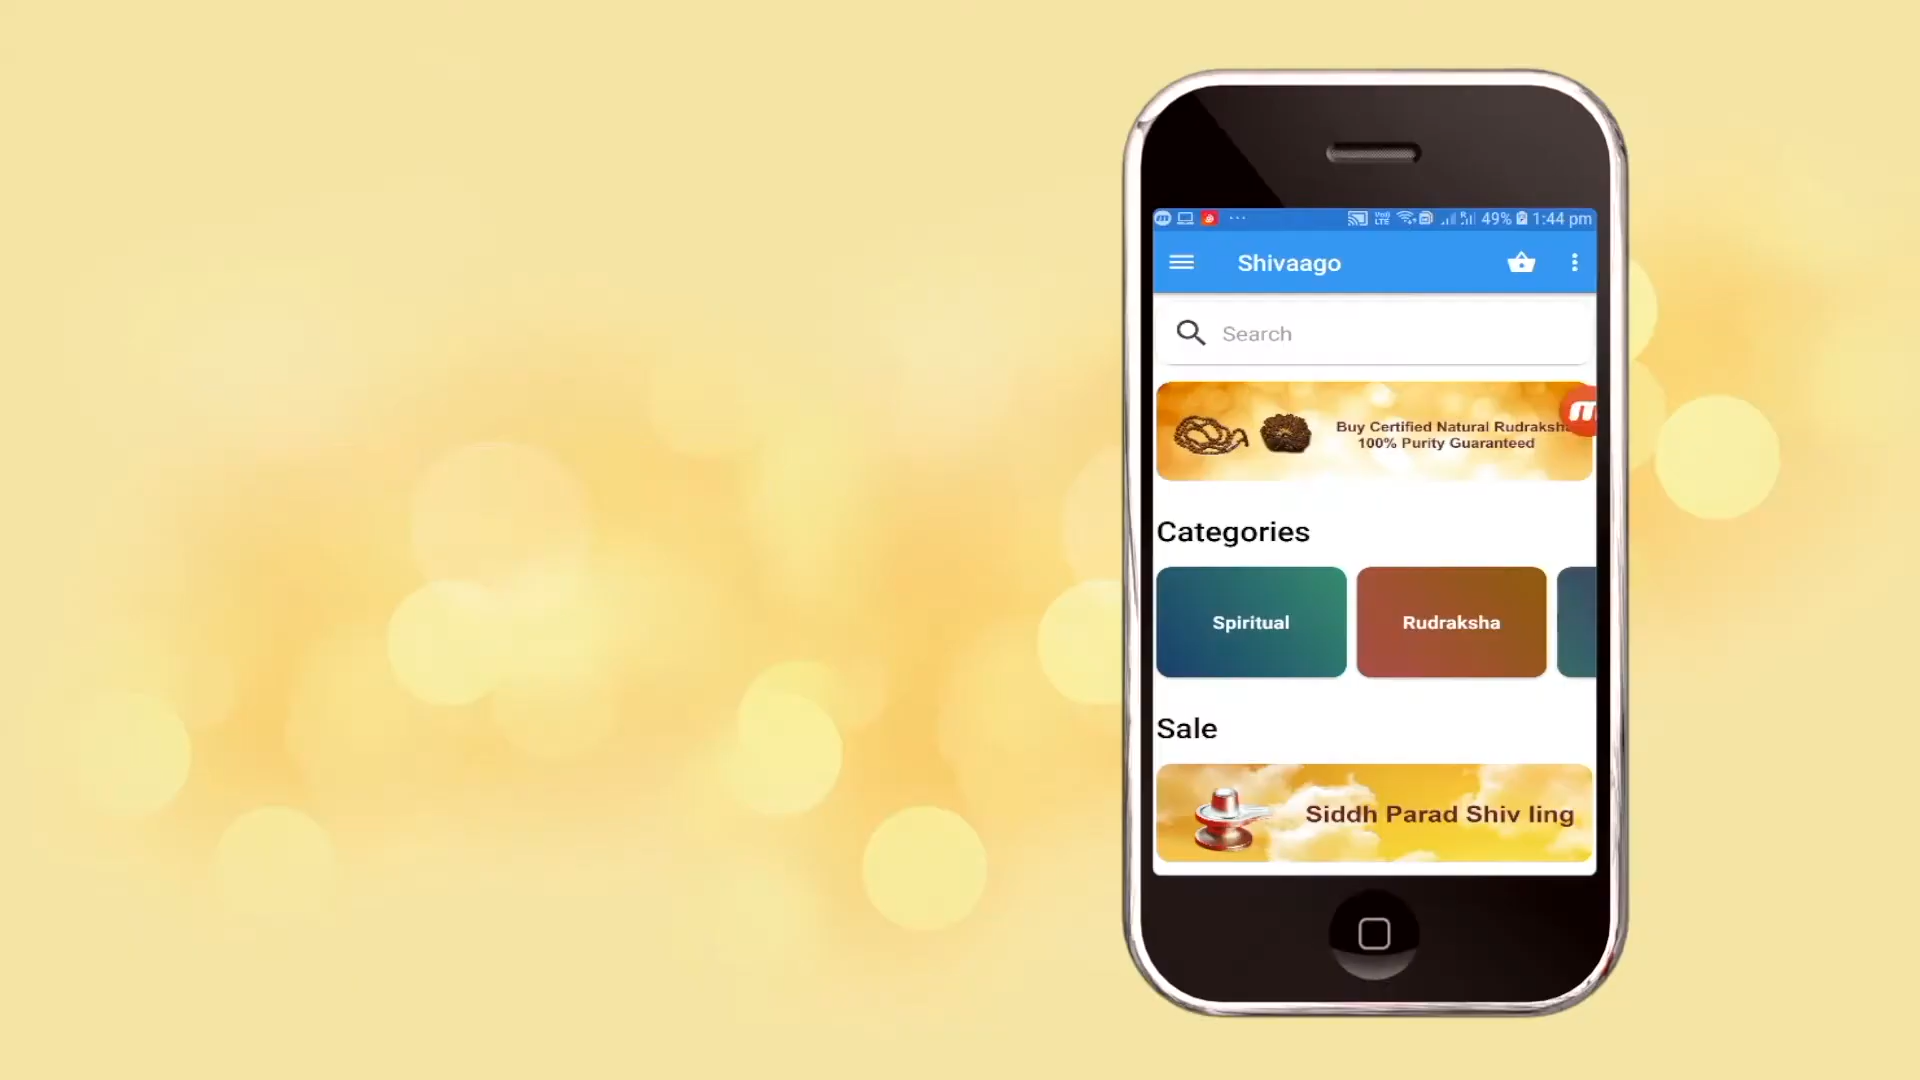 49% 1:44 pm
Shivaago
Search
Buy Certified Natural Rudraksh
100% Purity Guaranteed
Categories
Spiritual
Rudraksha
Sale
Siddh Parad Shiv ling